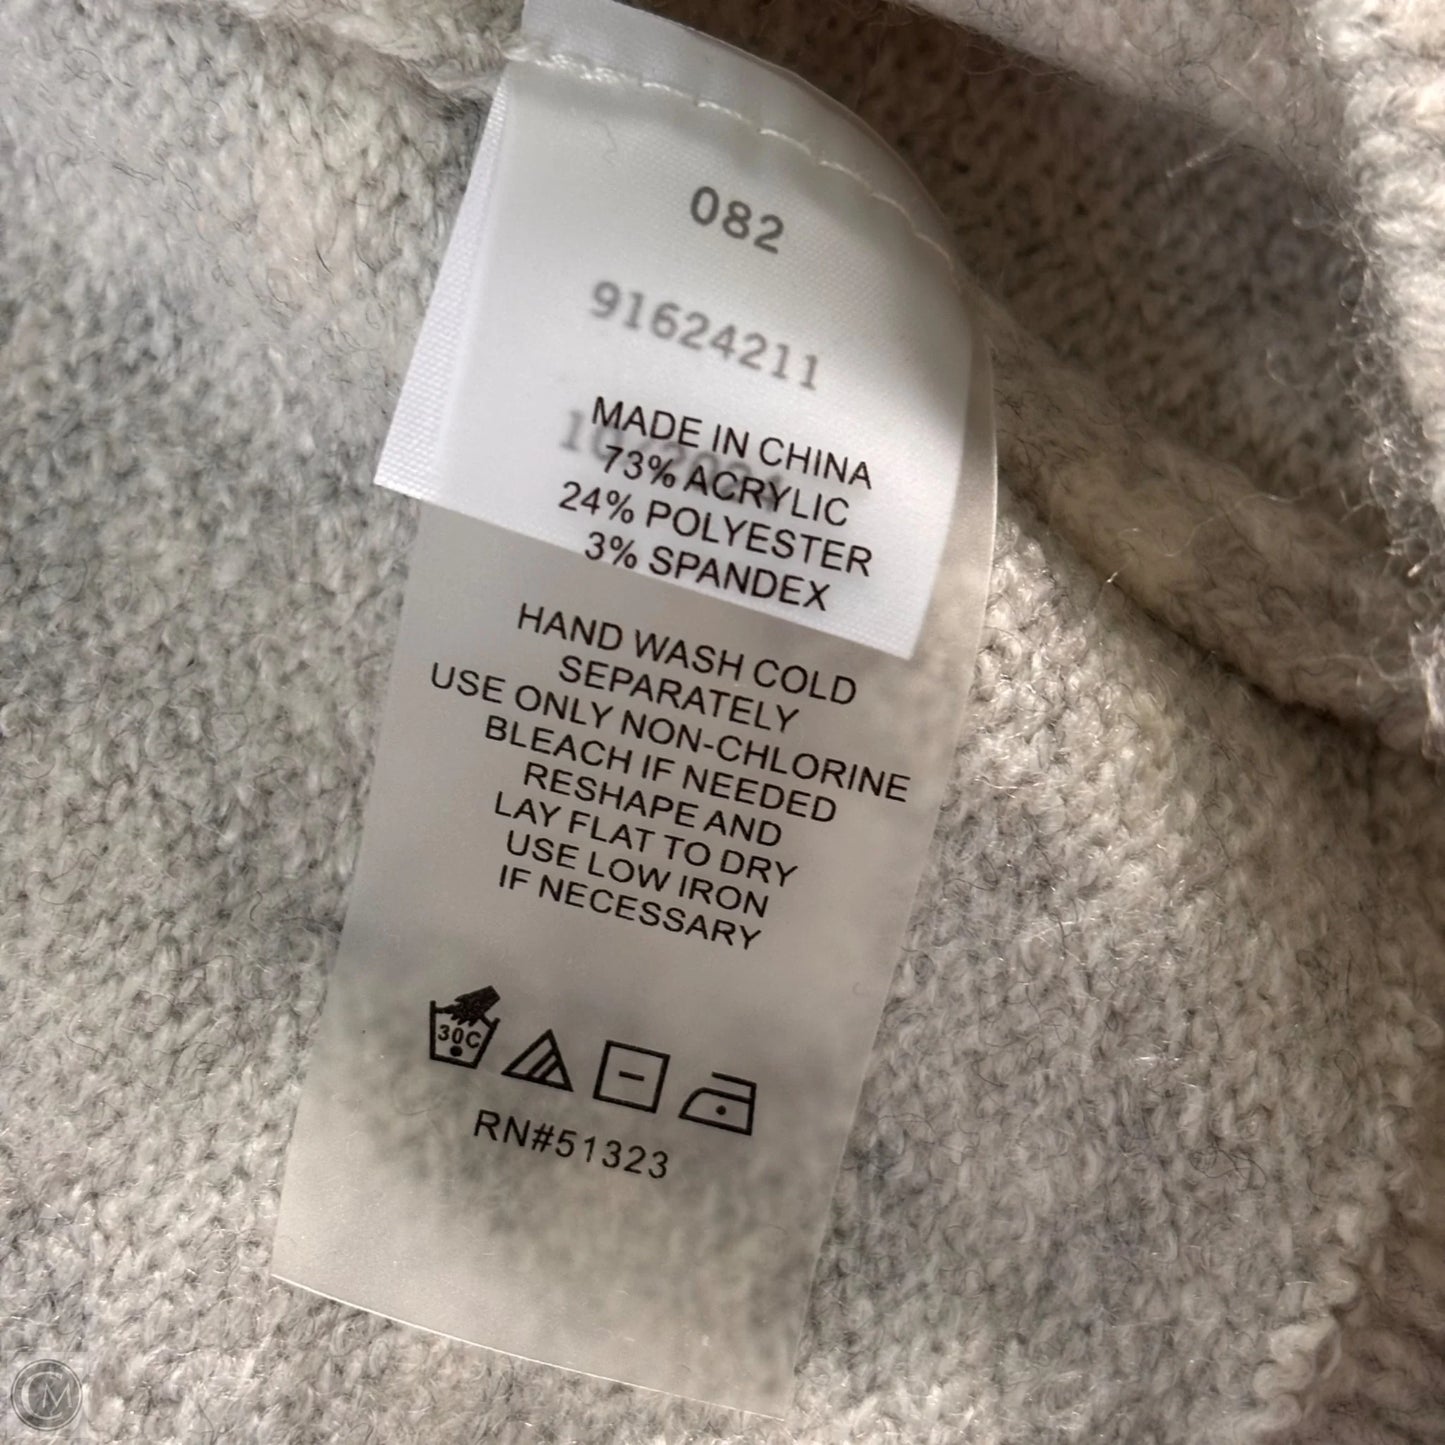 082
91624211
MADE IN CHINA
73% ACRYLIC
24% POLYESTER
3% SPANDEX
HAND WASH COLD
SEPARATELY
USE ONLY NON-CHLORINE
BLEACH IF NEEDED
RESHAPE AND
LAY FLAT TO DRY
USE LOW IRON
IF NECESSARY
30C
RN#51323
CM